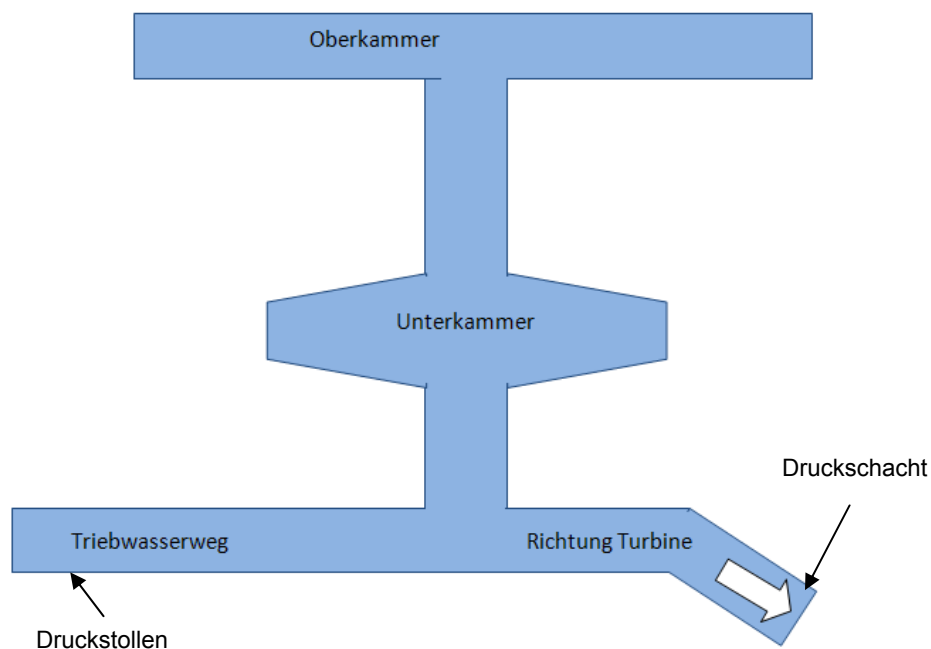 Oberkammer
Unterkammer
Druckschacht
Triebwasserweg
Richtung Turbine
Druckstollen